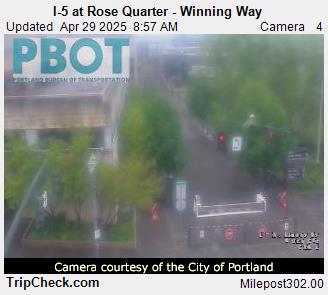 I-5 at Rose Quarter - Winning Way
Updated Apr 29 2025 8:57 AM Camera 4
PBOT
PORTLAND BUREAU OF TRANSPORTATION
Camera courtesy of the City of Portland
TripCheck.com Milepost302.00